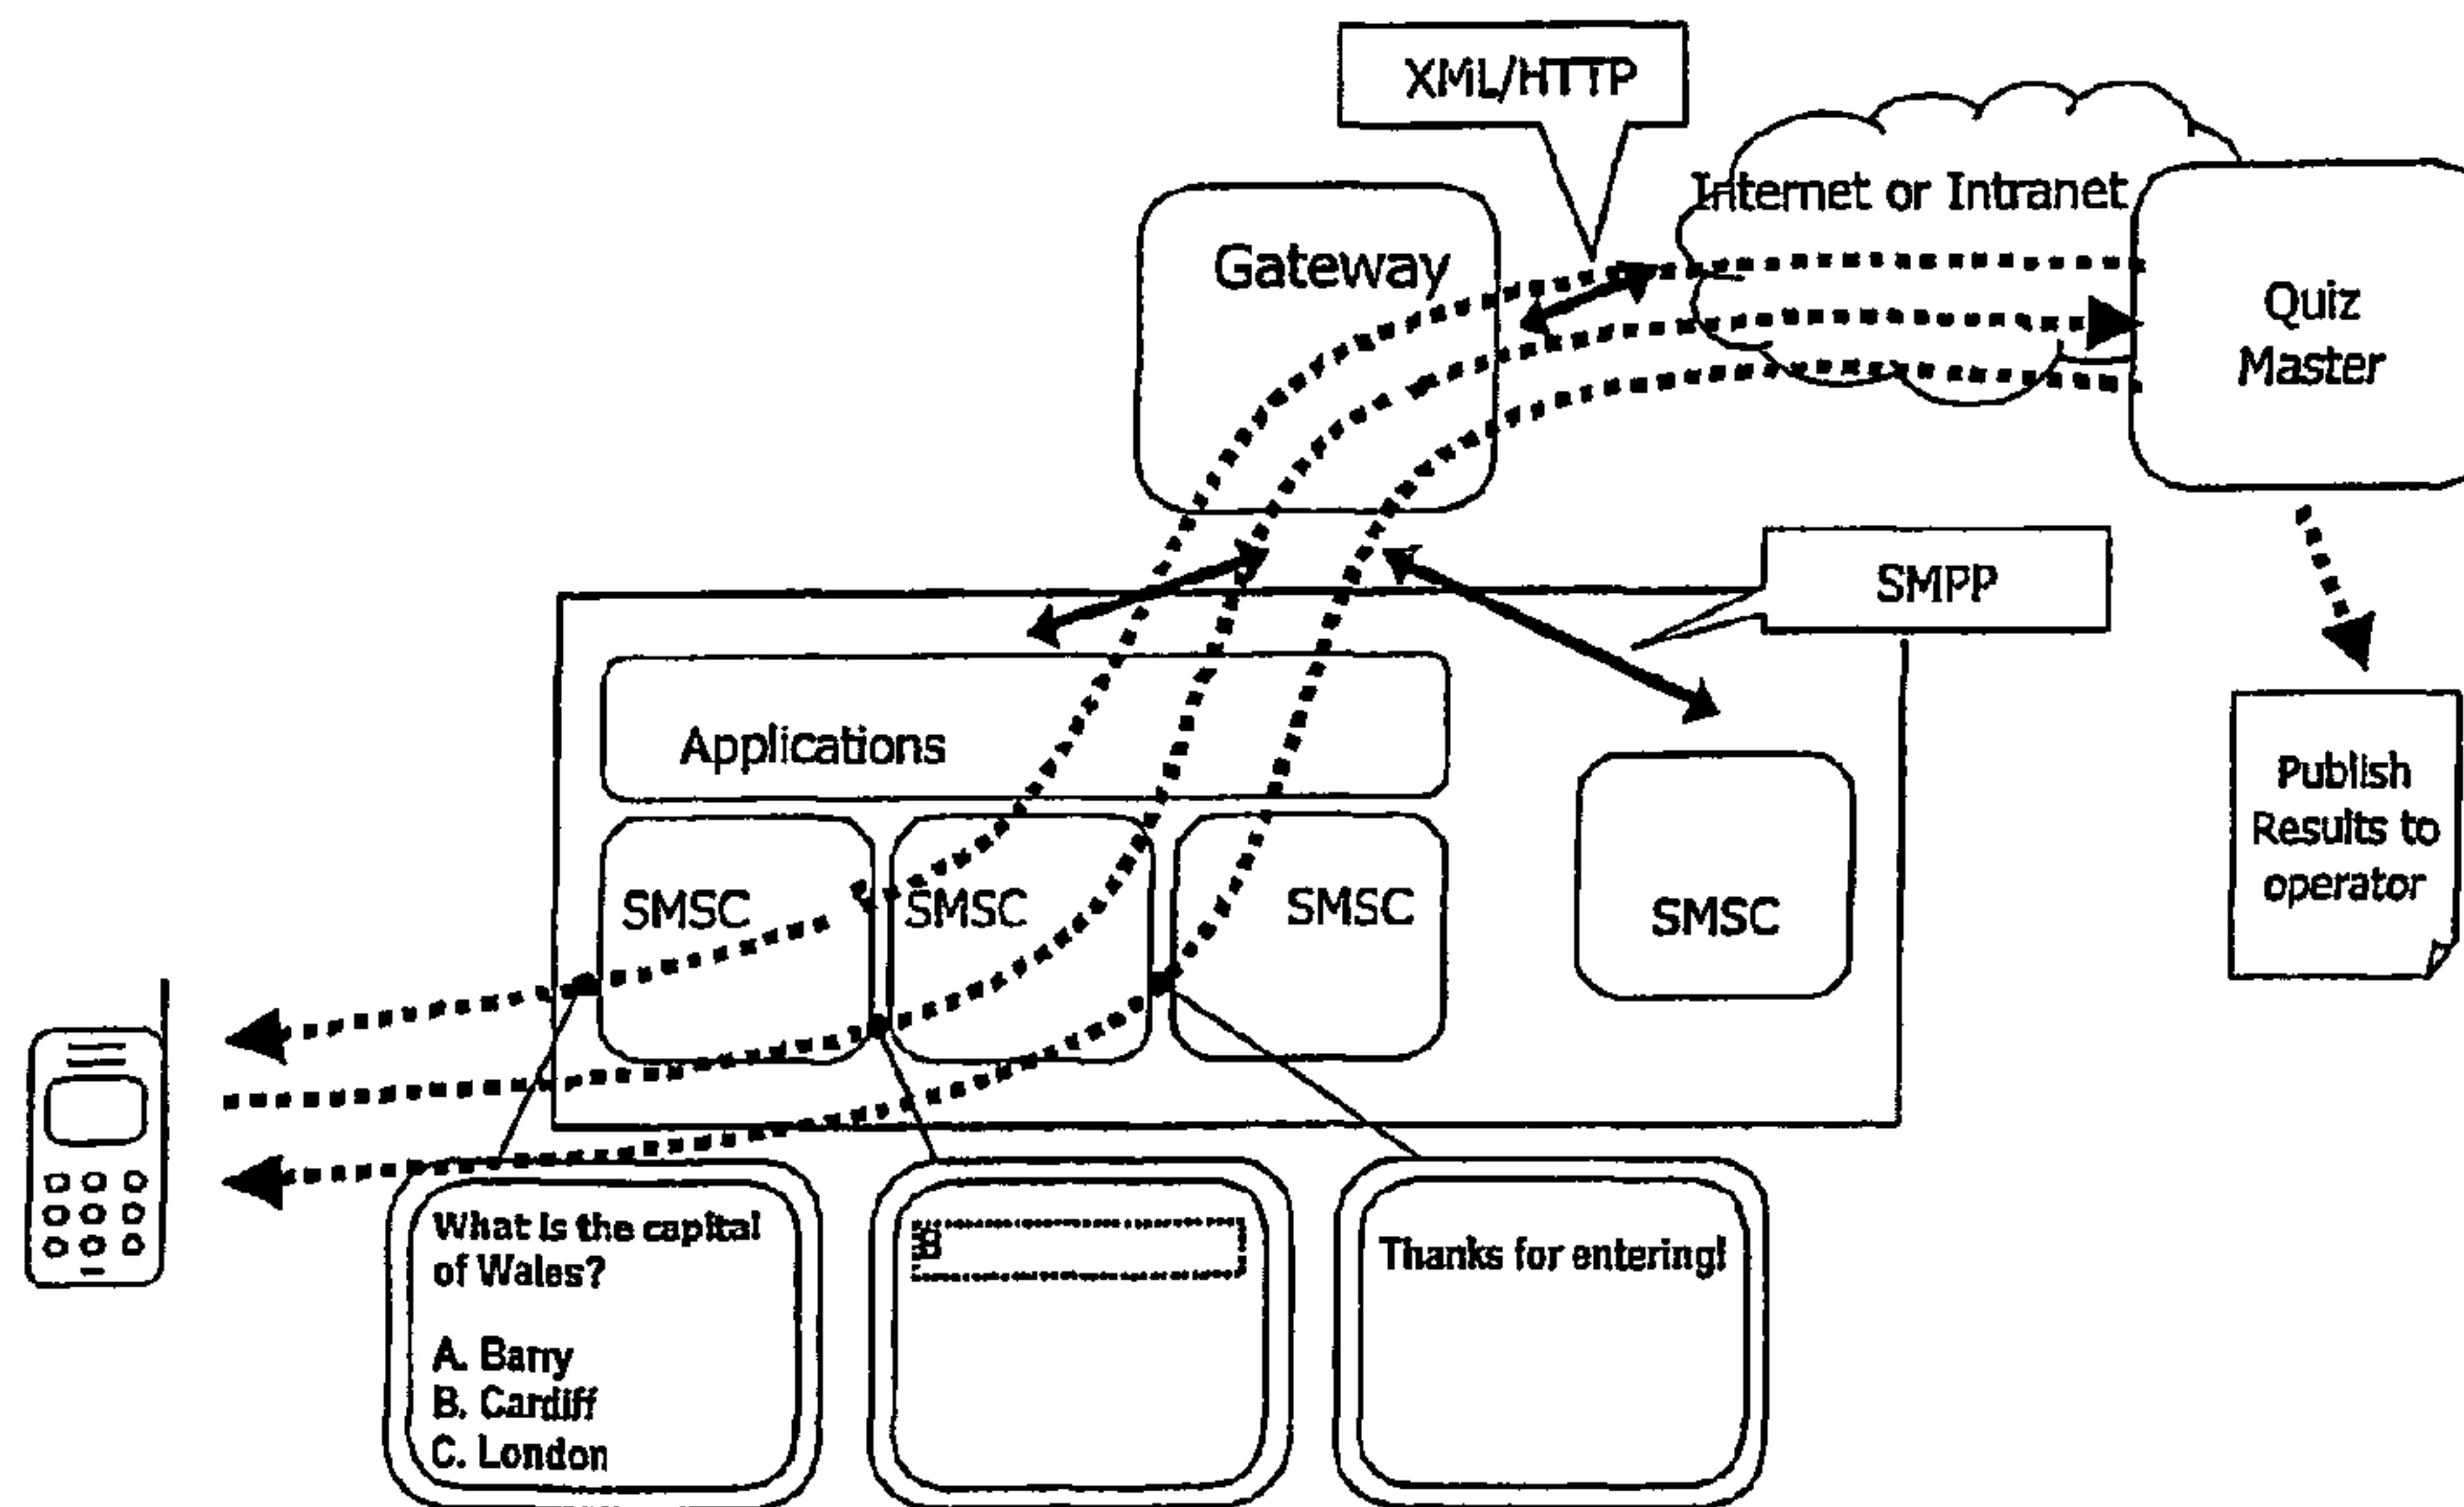 XML/HTTP
Internet or Intranet
Gateway
Quiz
Master
SMPP
Applications
Publish
Results to
operator
SMSC
SMSC
SMSC
SMSC
What is the capital
of Wales?
A. Barry
B. Cardiff
C. London
B
Thanks for entering!